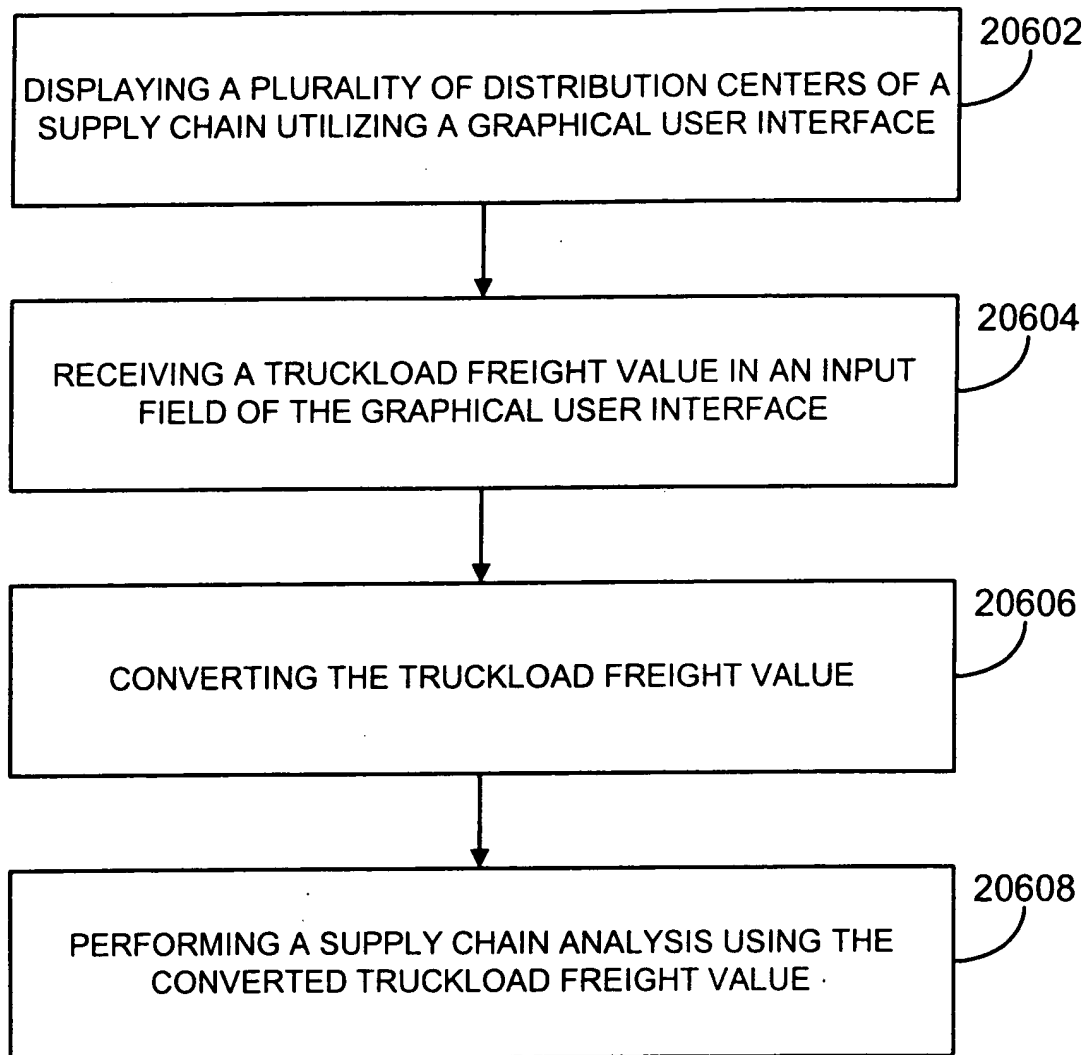 20602
DISPLAYING A PLURALITY OF DISTRIBUTION CENTERS OF A
SUPPLY CHAIN UTILIZING A GRAPHICAL USER INTERFACE
20604
RECEIVING A TRUCKLOAD FREIGHT VALUE IN AN INPUT
FIELD OF THE GRAPHICAL USER INTERFACE
20606
CONVERTING THE TRUCKLOAD FREIGHT VALUE
20608
PERFORMING A SUPPLY CHAIN ANALYSIS USING THE
CONVERTED TRUCKLOAD FREIGHT VALUE